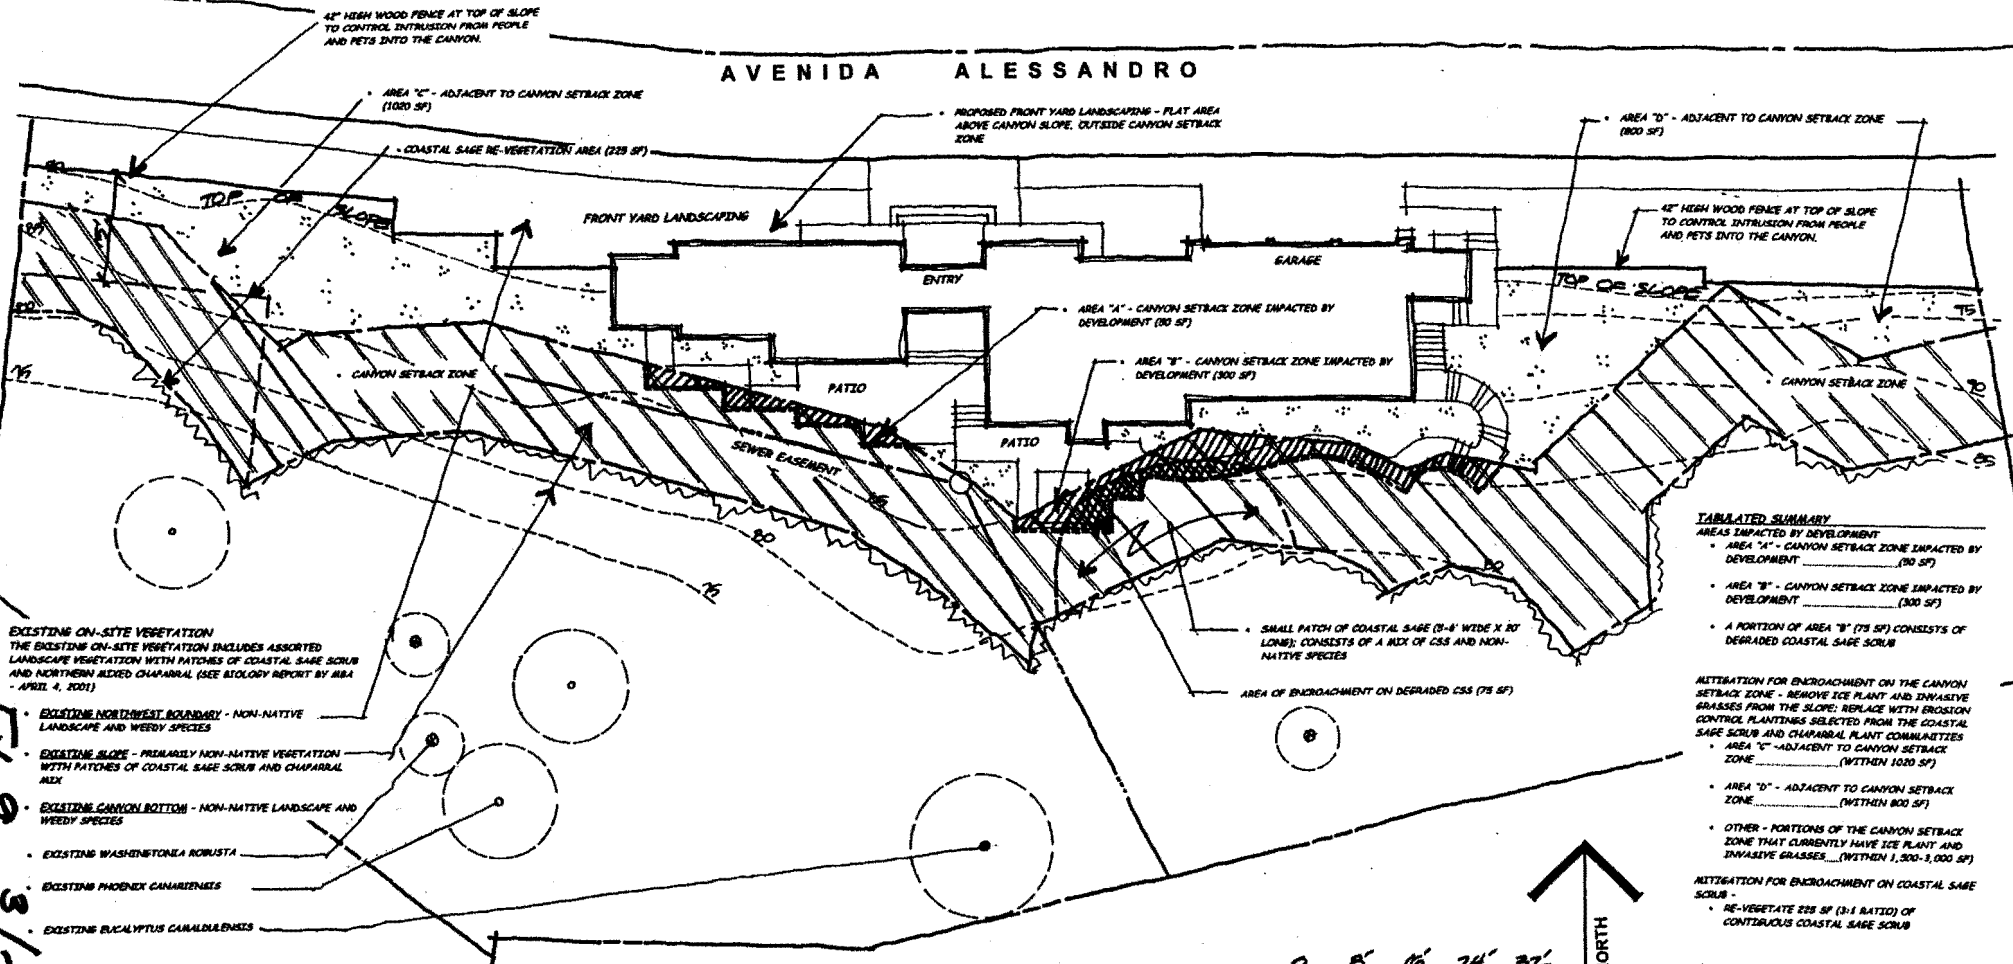 42" HIGH WOOD FENCE AT TOP OF SLOPE
TO CONTROL INTRUSION FROM PEOPLE
AND PETS INTO THE CANYON.
AVENIDA ALESSANDRO
• AREA "C" - ADJACENT TO CANYON SETBACK ZONE
(1020 SF)
• COASTAL SAGE RE-VEGETATION AREA (225 SF)
• PROPOSED FRONT YARD LANDSCAPING - FLAT AREA
ABOVE CANYON SLOPE, OUTSIDE CANYON SETBACK
ZONE
• AREA "D" - ADJACENT TO CANYON SETBACK ZONE
(800 SF)
42" HIGH WOOD FENCE AT TOP OF SLOPE
TO CONTROL INTRUSION FROM PEOPLE
AND PETS INTO THE CANYON.
TOP OF SLOPE
FRONT YARD LANDSCAPING
ENTRY
GARAGE
TOP OF SLOPE
75
• AREA "A" - CANYON SETBACK ZONE IMPACTED BY
DEVELOPMENT (90 SF)
• AREA "B" - CANYON SETBACK ZONE IMPACTED BY
DEVELOPMENT (300 SF)
• CANYON SETBACK ZONE
PATIO
• CANYON SETBACK ZONE
SEWER EASEMENT
PATIO
80
75
TABULATED SUMMARY
AREAS IMPACTED BY DEVELOPMENT
• AREA "A" - CANYON SETBACK ZONE IMPACTED BY
DEVELOPMENT (90 SF)
• AREA "B" - CANYON SETBACK ZONE IMPACTED BY
DEVELOPMENT (300 SF)
• A PORTION OF AREA "B" (75 SF) CONSISTS OF
DEGRADED COASTAL SAGE SCRUB
MITIGATION FOR ENCROACHMENT ON THE CANYON
SETBACK ZONE - REMOVE ICE PLANT AND INVASIVE
GRASSES FROM THE SLOPE; REPLACE WITH EROSION
CONTROL PLANTINGS SELECTED FROM THE COASTAL
SAGE SCRUB AND CHAPARRAL PLANT COMMUNITIES
• AREA "C" -ADJACENT TO CANYON SETBACK
ZONE (WITHIN 1020 SF)
• AREA "D" - ADJACENT TO CANYON SETBACK
ZONE (WITHIN 800 SF)
• OTHER - PORTIONS OF THE CANYON SETBACK
ZONE THAT CURRENTLY HAVE ICE PLANT AND
INVASIVE GRASSES (WITHIN 1,500-3,000 SF)
MITIGATION FOR ENCROACHMENT ON COASTAL SAGE
SCRUB -
• RE-VEGETATE 225 SF (3:1 RATIO) OF
CONTIGUOUS COASTAL SAGE SCRUB
• SMALL PATCH OF COASTAL SAGE WIDE X 20'
LONG); CONSISTS OF A MIX OF CSS AND NON-
NATIVE SPECIES
AREA OF ENCROACHMENT ON DEGRADED CSS (75 SF)
EXISTING ON-SITE VEGETATION
THE EXISTING ON-SITE VEGETATION INCLUDES ASSORTED
LANDSCAPE VEGETATION WITH PATCHES OF COASTAL SAGE SCRUB
AND NORTHERN MIXED CHAPARRAL (SEE BIOLOGY REPORT BY MBA
- APRIL 4, 2001)
• EXISTING NORTHWEST BOUNDARY - NON-NATIVE
LANDSCAPE AND WEEDY SPECIES
• EXISTING SLOPE - PRIMARILY NON-NATIVE VEGETATION
WITH PATCHES OF COASTAL SAGE SCRUB AND CHAPARRAL
MIX
• EXISTING CANYON BOTTOM - NON-NATIVE LANDSCAPE AND
WEEDY SPECIES
• EXISTING WASHINGTONIA ROBUSTA
• EXISTING PHOENIX CANARIENSIS
• EXISTING EUCALYPTUS CAMALDULENSIS
0 8' 16' 24' 32'
ORTH